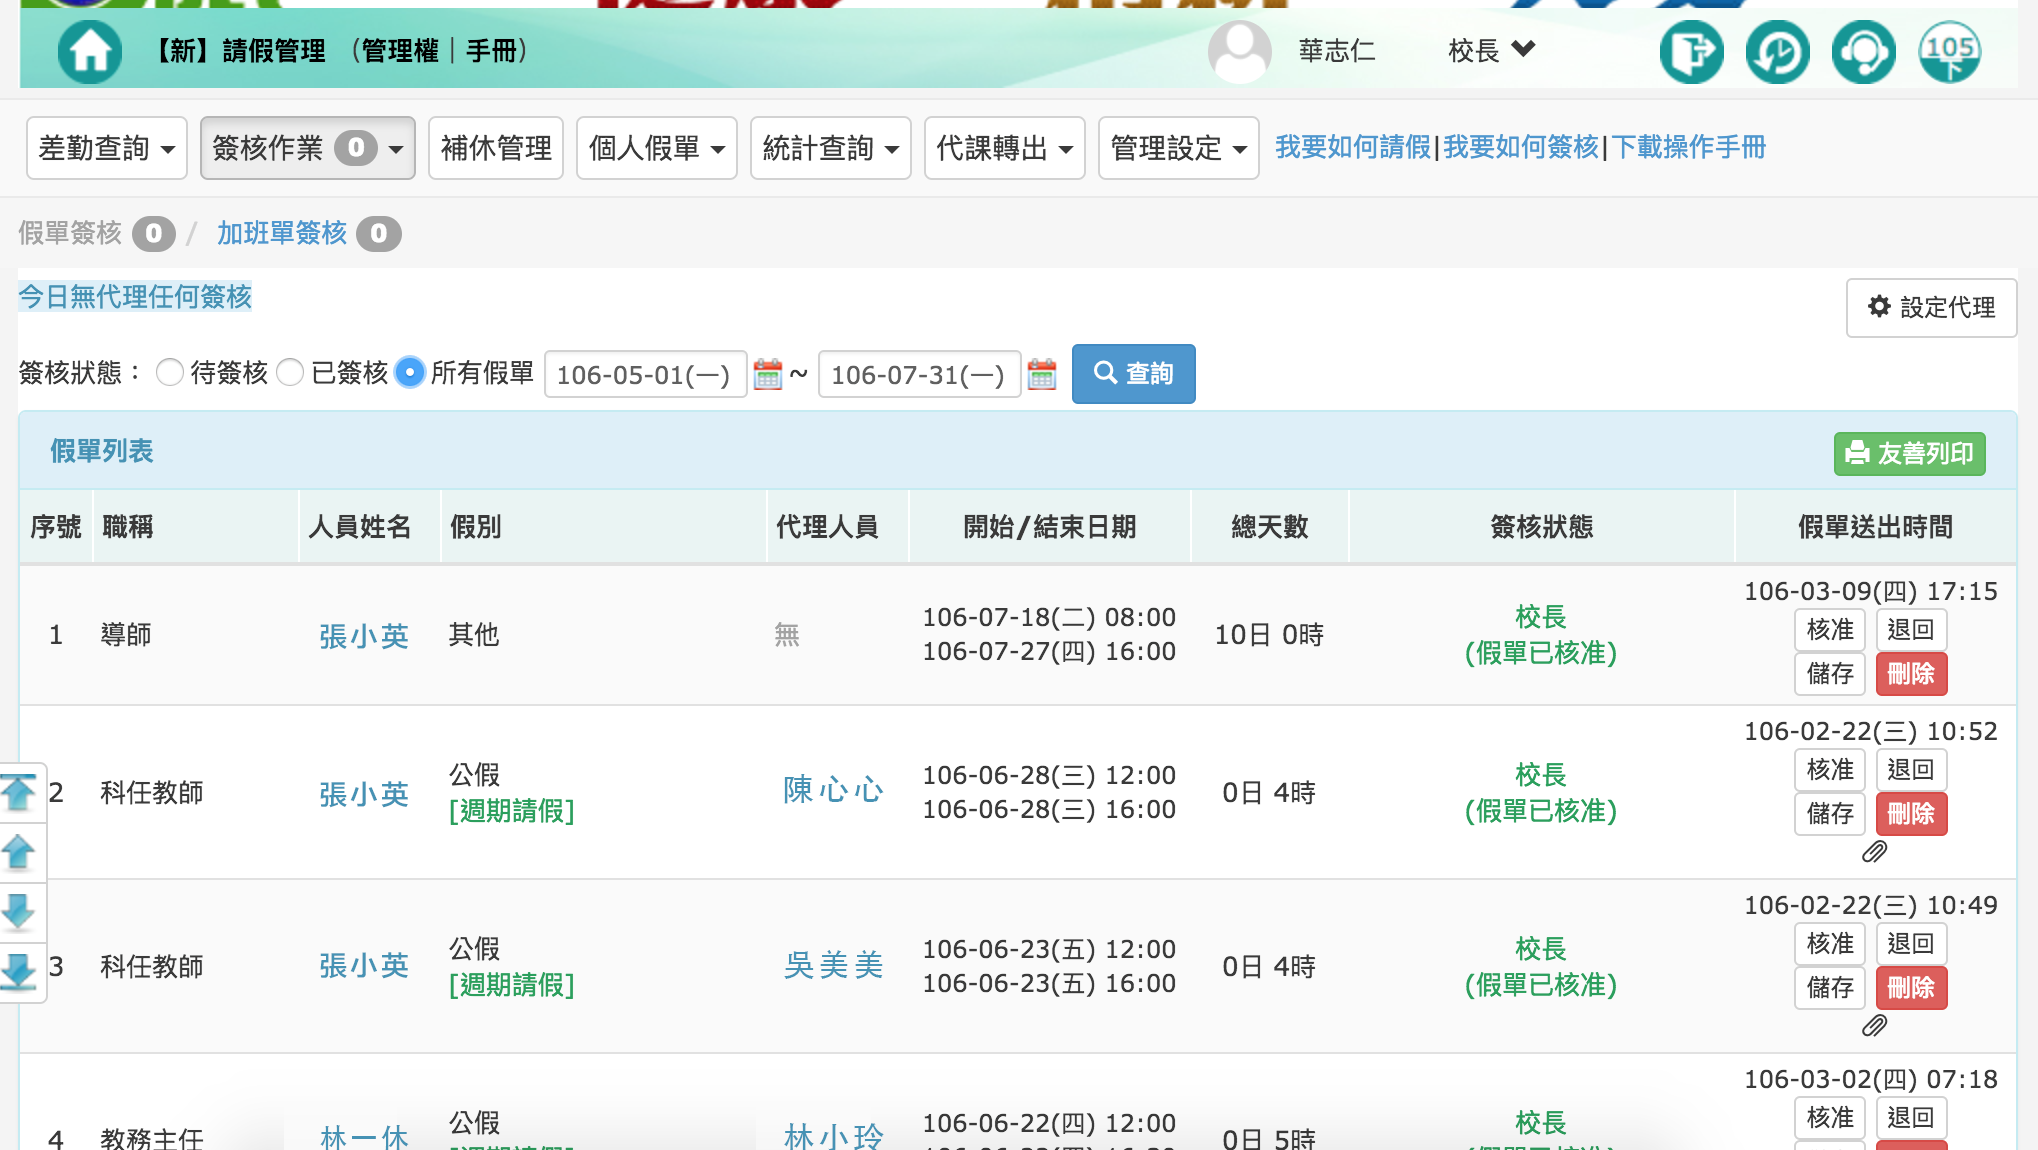 【新】請假管理 （管理權｜手冊） 華志仁 校長 105下
差勤查詢 簽核作業 0 補休管理 個人假單 統計查詢 代課轉出 管理設定 我要如何請假|我要如何簽核|下載操作手冊
假單簽核 0 / 加班單簽核 0
今日無代理任何簽核 設定代理
簽核狀態： 待簽核 已簽核 所有假單 106-05-01(一) ~ 106-07-31(一) 查詢
假單列表 友善列印
序號 職稱 人員姓名 假別 代理人員 開始/結束日期 總天數 簽核狀態 假單送出時間
1 導師 張小英 其他 無 106-07-18(二) 08:00
106-07-27(四) 16:00
10日 0時
校長
(假單已核准)
106-03-09(四) 17:15
核准 退回
儲存 刪除
2 科任教師 張小英 公假
[週期請假]
陳心心
106-06-28(三) 12:00
106-06-28(三) 16:00
0日 4時
校長
(假單已核准)
106-02-22(三) 10:52
核准 退回
儲存 刪除
3 科任教師 張小英 公假
[週期請假]
吳美美
106-06-23(五) 12:00
106-06-23(五) 16:00
0日 4時
校長
(假單已核准)
106-02-22(三) 10:49
核准 退回
儲存 刪除
4 教務主任 林一休 公假
林小玲
106-06-22(四) 12:00
0日 5時
校長
106-03-02(四) 07:18
核准 退回